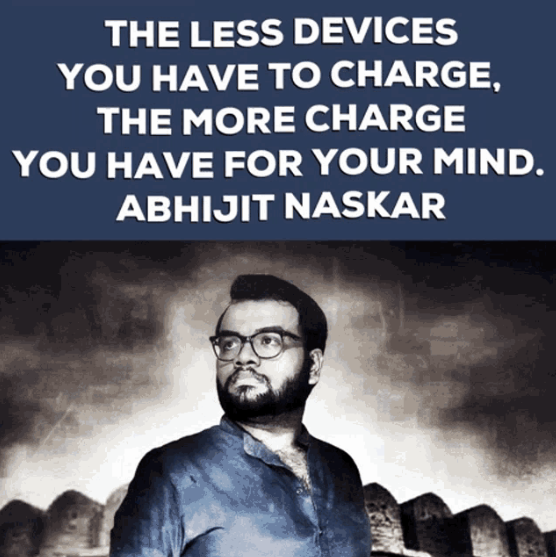 THE LESS DEVICES
YOU HAVE TO CHARGE,
THE MORE CHARGE
YOU HAVE FOR YOUR MIND.
ABHIJIT NASKAR